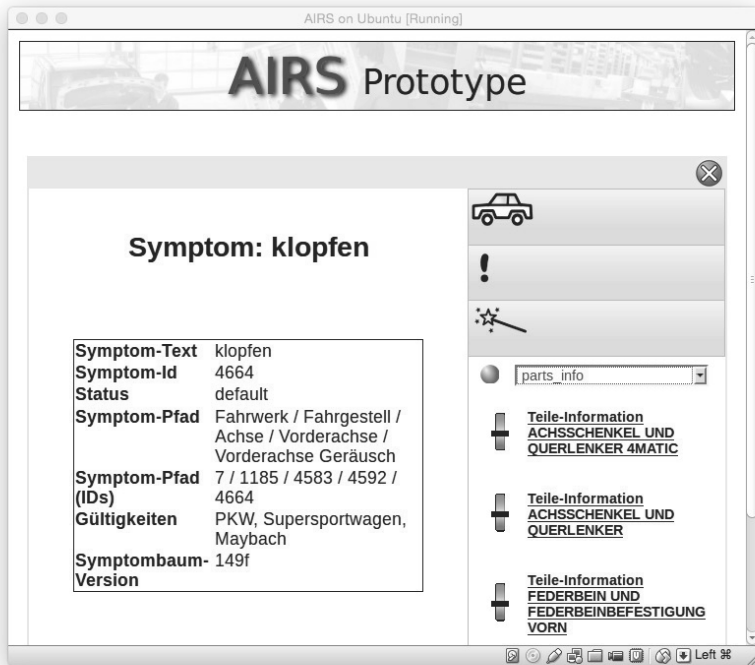 AIRS on Ubuntu [Running]
AIRS Prototype
Symptom: klopfen
Symptom-Text klopfen
Symptom-Id 4664
Status default
Symptom-Pfad Fahrwerk / Fahrgestell /
Achse / Vorderachse /
Vorderachse Geräusch
Symptom-Pfad 7 / 1185 / 4583 / 4592 /
(IDs) 4664
Gültigkeiten PKW, Supersportwagen,
Maybach
Symptombaum- 149f
Version
!
parts_info
Teile-Information
ACHSSCHENKEL UND
QUERLENKER 4MATIC
Teile-Information
ACHSSCHENKEL UND
QUERLENKER
Teile-Information
FEDERBEIN UND
FEDERBEINBEFESTIGUNG
VORN
Left ⌘